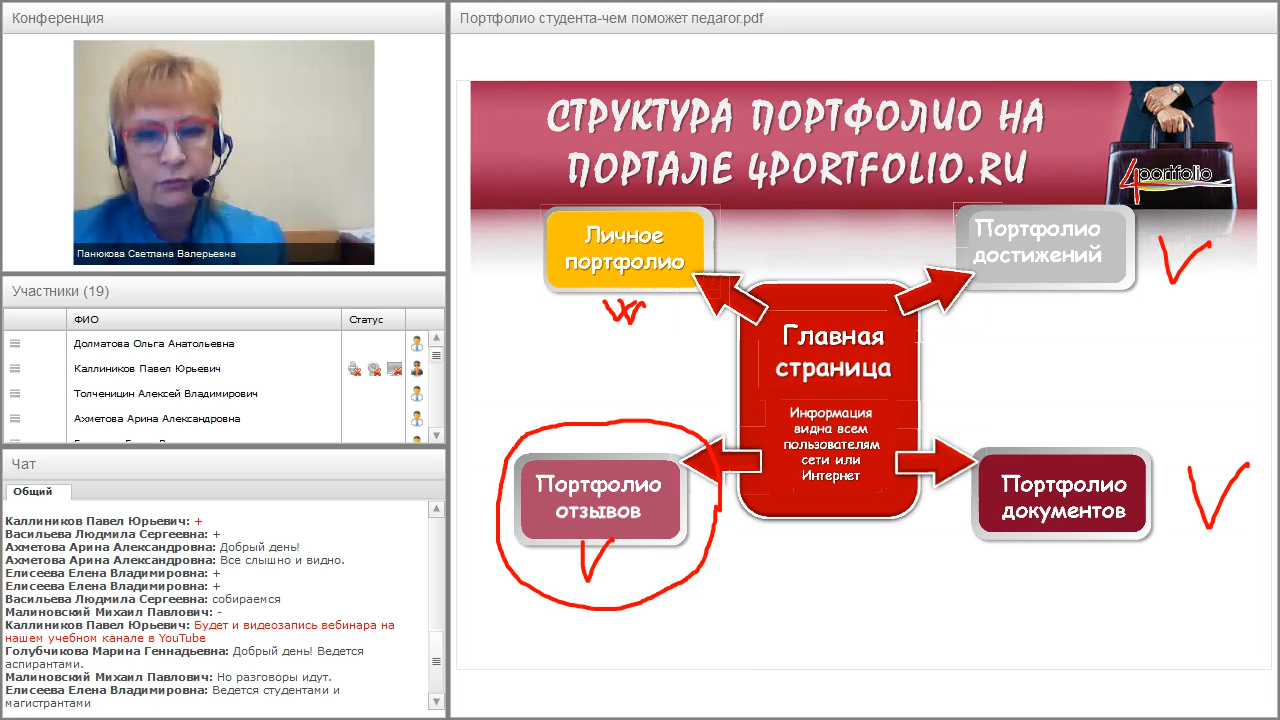 Конференция
Панюкова Светлана Валерьевна
Участники (19)
ФИО
Статус
Долматова Ольга Анатольевна
Каллиников Павел Юрьевич
Толченицин Алексей Владимирович
Ахметова Арина Александровна
Чат
Общий
Каллиников Павел Юрьевич: +
Васильева Людмила Сергеевна: +
Ахметова Арина Александровна: Добрый день!
Ахметова Арина Александровна: Все слышно и видно.
Елисеева Елена Владимировна: +
Елисеева Елена Владимировна: +
Васильева Людмила Сергеевна: собираемся
Малиновский Михаил Павлович: -
Каллиников Павел Юрьевич: Будет и видеозапись вебинара на
нашем учебном канале в YouTube
Голубчикова Марина Геннадьевна: Добрый день! Ведется
аспирантами.
Малиновский Михаил Павлович: Но разговоры идут.
Елисеева Елена Владимировна: Ведется студентами и
магистрантами
Портфолио студента-чем поможет педагог.pdf
СТРУКТУРА ПОРТФОЛИО НА
ПОРТАЛЕ 4PORTFOLIO.RU
4portfolio
Личное
портфолио
Портфолио
достижений
Главная
страница
Информация
видна всем
пользователям
сети или
Интернет
Портфолио
отзывов
Портфолио
документов